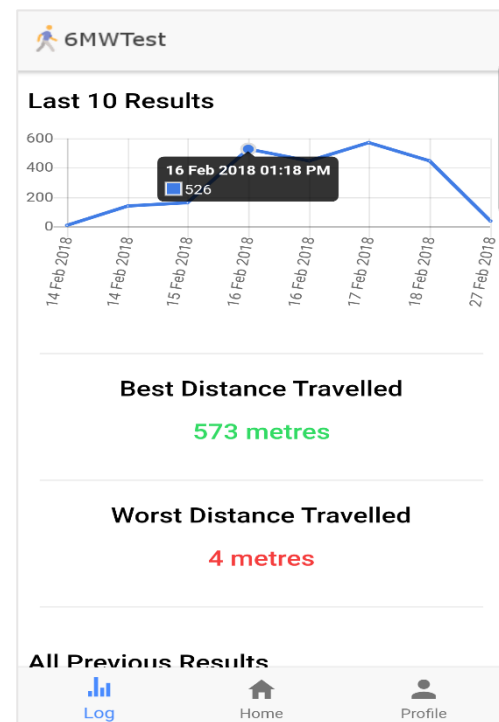 6MWTest
Last 10 Results
600
400
200
0
16 Feb 2018 01:18 PM
526
14 Feb 2018
14 Feb 2018
15 Feb 2018
16 Feb 2018
16 Feb 2018
17 Feb 2018
18 Feb 2018
27 Feb 2018
Best Distance Travelled
573 metres
Worst Distance Travelled
4 metres
All Previous Results
Log
Home
Profile